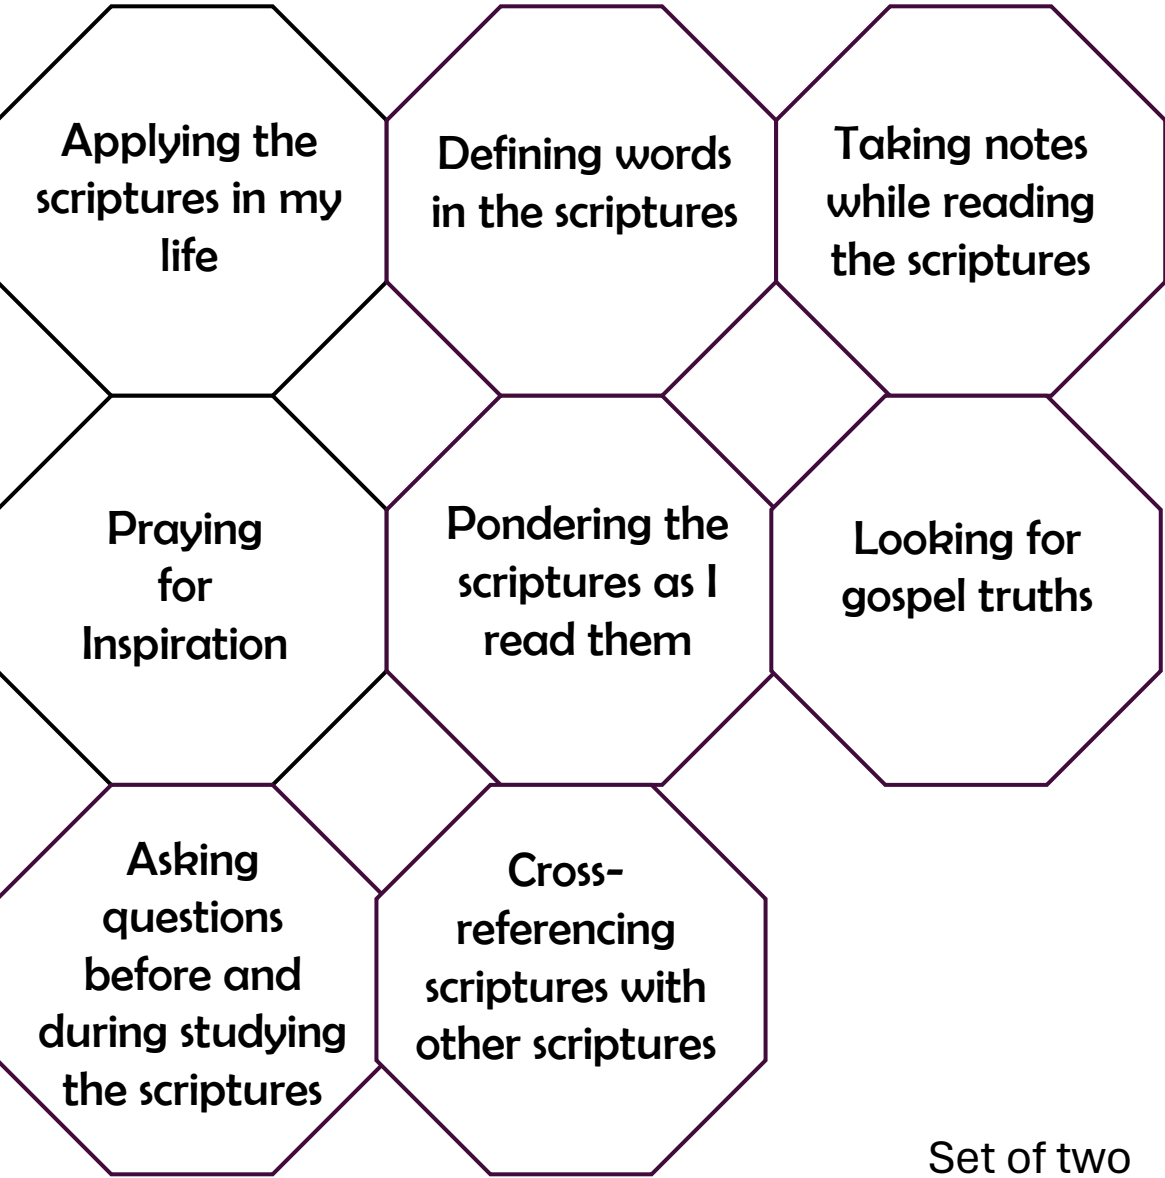 Applying the
scriptures in my
life
Defining words
in the scriptures
Taking notes
while reading
the scriptures
Praying
for
Inspiration
Pondering the
scriptures as I
read them
Looking for
gospel truths
Asking
questions
before and
during studying
the scriptures
Cross-
referencing
scriptures with
other scriptures
Set of two